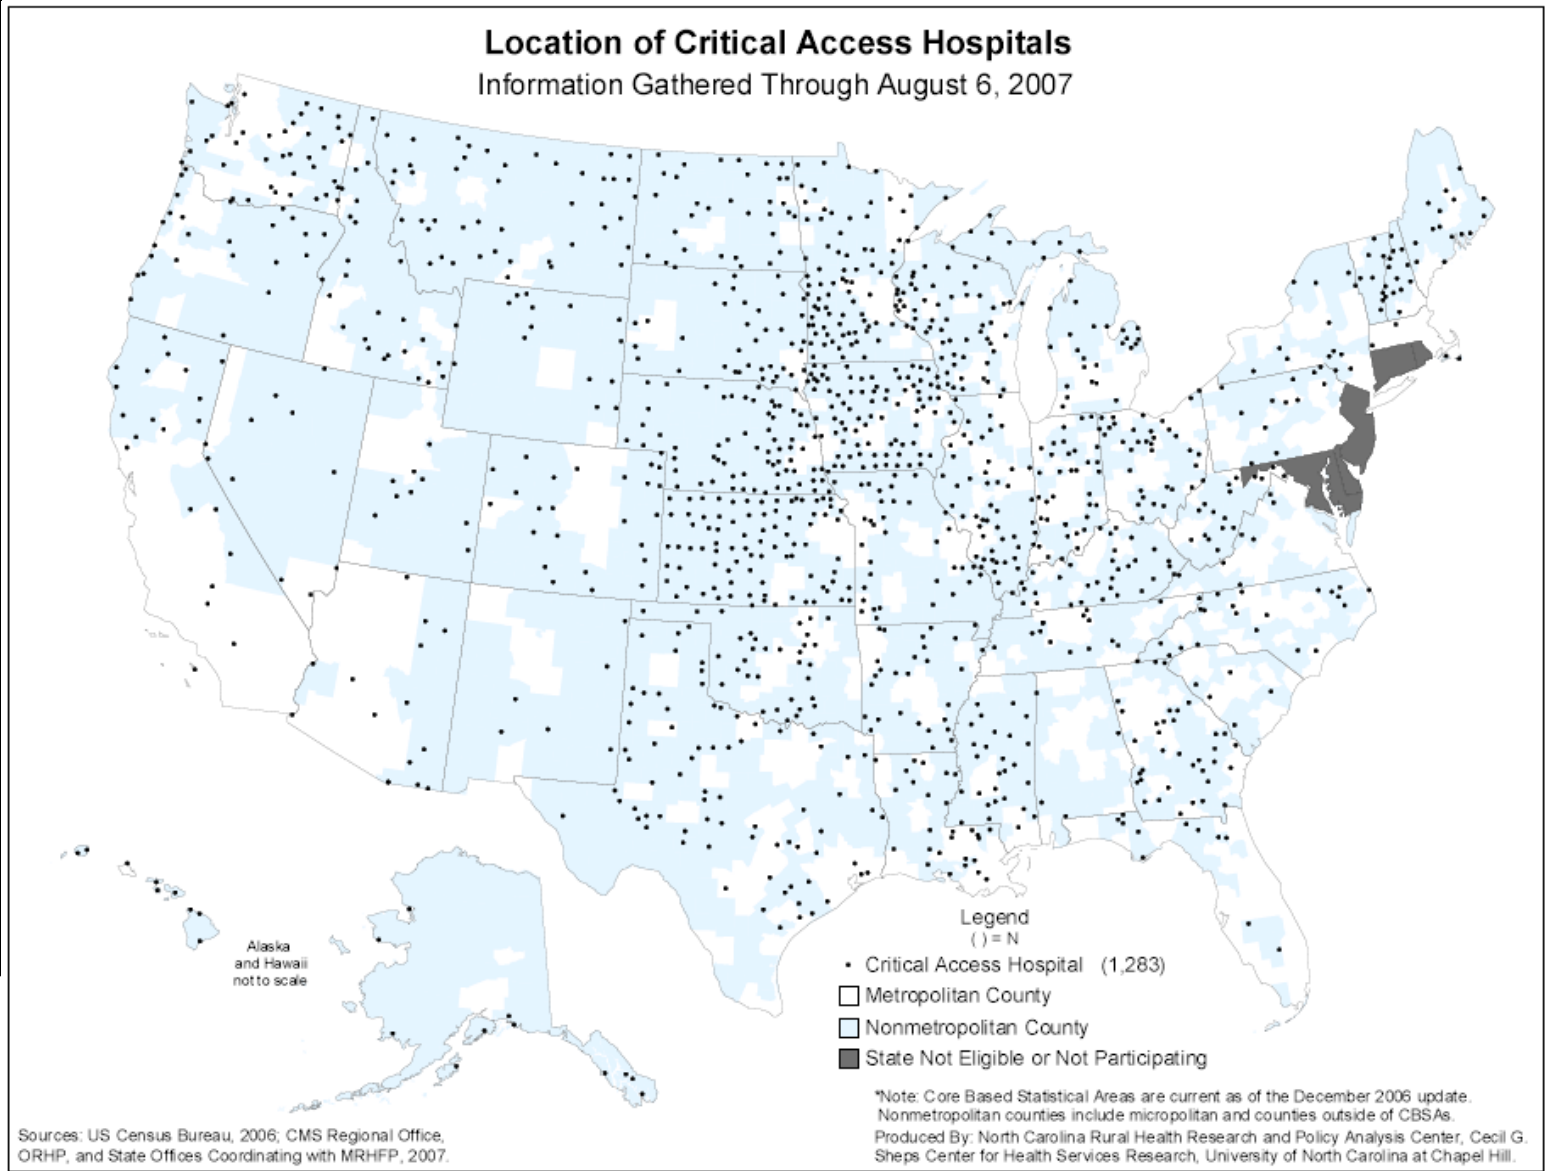 Location of Critical Access Hospitals
Information Gathered Through August 6, 2007
Alaska
and Hawaii
not to scale
Legend
( ) = N
Critical Access Hospital (1,283)
Metropolitan County
Nonmetropolitan County
State Not Eligible or Not Participating
*Note: Core Based Statistical Areas are current as of the December 2006 update.
Nonmetropolitan counties include micropolitan and counties outside of CBSAs.
Sources: US Census Bureau, 2006; CMS Regional Office,
ORHP, and State Offices Coordinating with MRHFP, 2007.
Produced By: North Carolina Rural Health Research and Policy Analysis Center, Cecil G.
Sheps Center for Health Services Research, University of North Carolina at Chapel Hill.